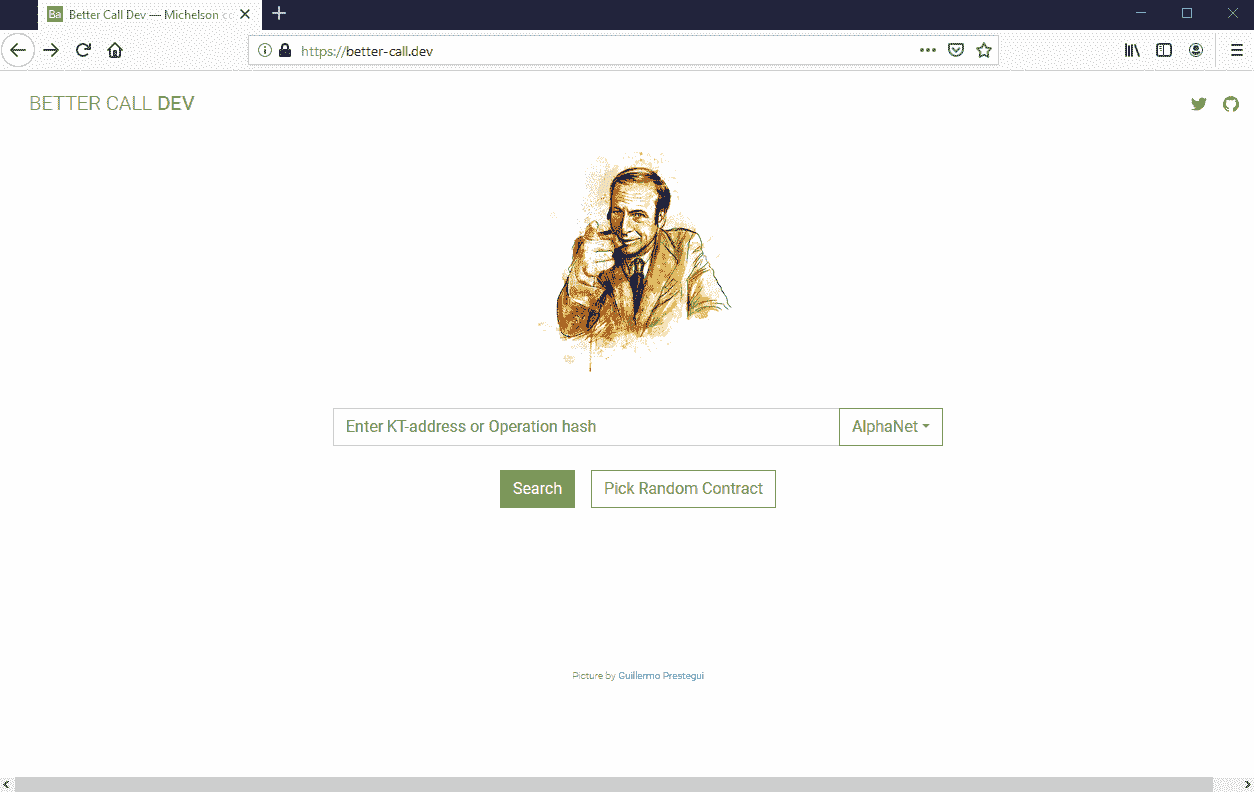 Ba Better Call Dev — Michelson c
https://better-call.dev
BETTER CALL DEV
Enter KT-address or Operation hash
AlphaNet
Search
Pick Random Contract
Picture by Guillermo Prestegui